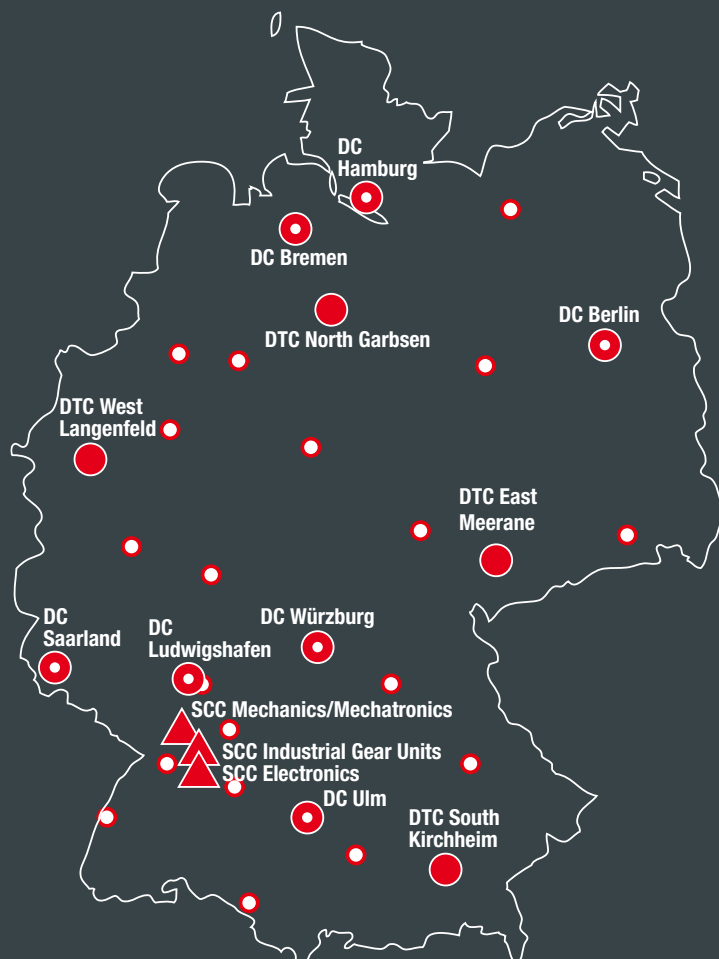 DC
Hamburg
DC Bremen
DTC North Garbsen
DC Berlin
DTC West
Langenfeld
DTC East
Meerane
DC
Saarland
DC
Ludwigshafen
DC Würzburg
SCC Mechanics/Mechatronics
SCC Industrial Gear Units
SCC Electronics
DC Ulm
DTC South
Kirchheim